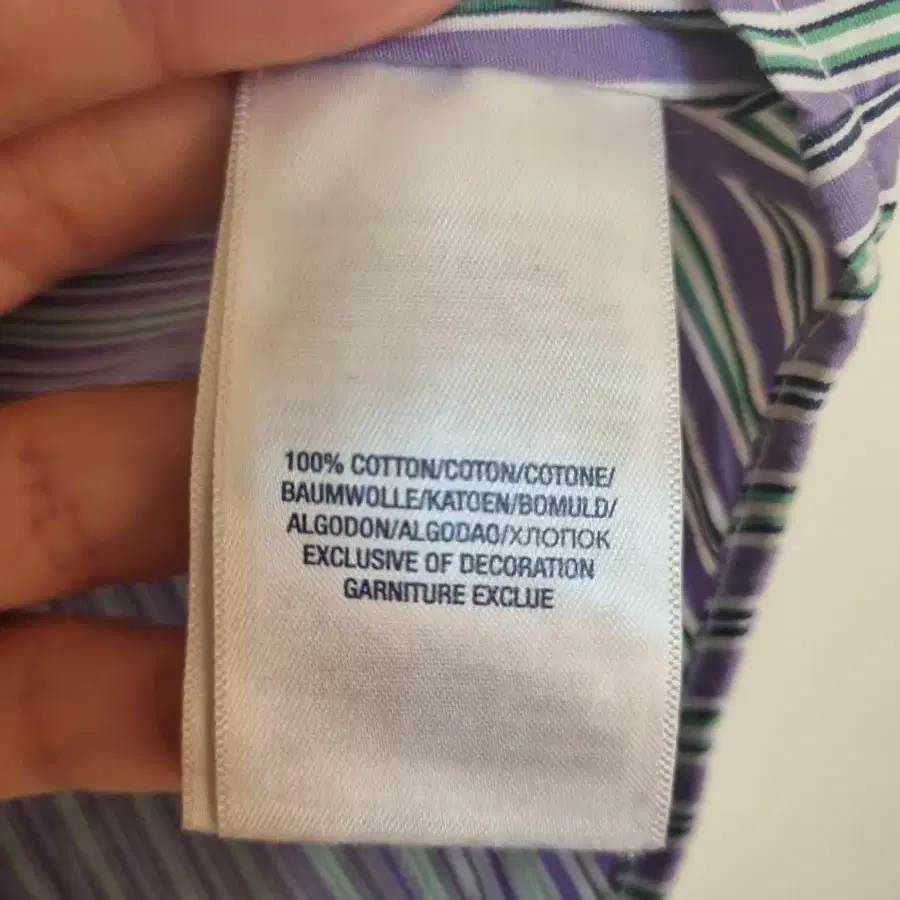 100% COTTON/COTON/COTONE/
BAUMWOLLE/KATOEN/BOMULD/
ALGODON/ALGODAO/ХЛОПОК
EXCLUSIVE OF DECORATION
GARNITURE EXCLUE